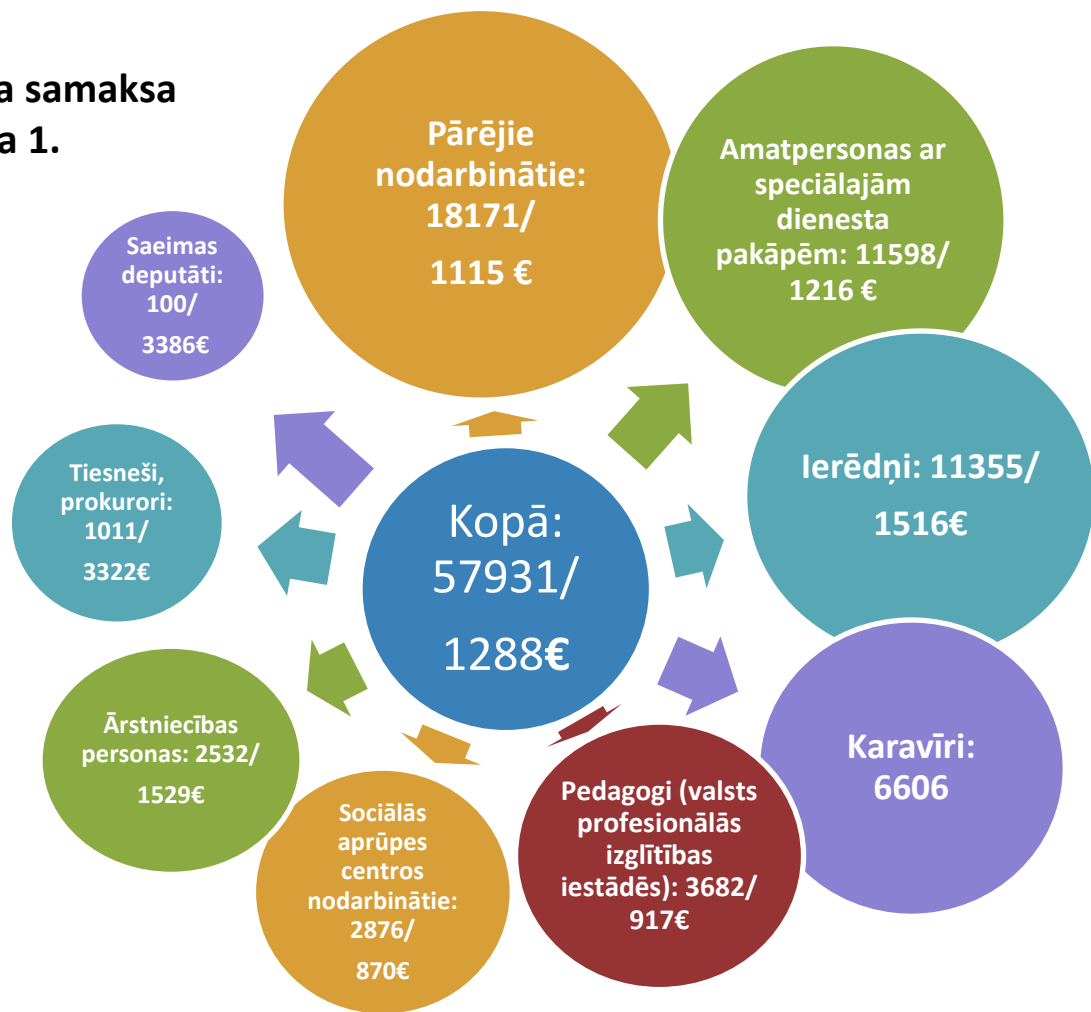 a samaksa
a 1.
Pārējie
nodarbinātie:
18171/
1115 €
Amatpersonas ar
speciālajām
dienesta
pakāpēm: 11598/
1216 €
Ierēdņi: 11355/
1516€
Karavīri:
6606
Pedagogi (valsts
profesionālās
izglītības
iestādēs): 3682/
917€
Sociālās
aprūpes
centros
nodarbinātie:
2876/
870€
Ārstniecības
personas: 2532/
1529€
Tiesneši,
prokurori:
1011/
3322€
Saeimas
deputāti:
100/
3386€
Kopā:
57931/
1288€